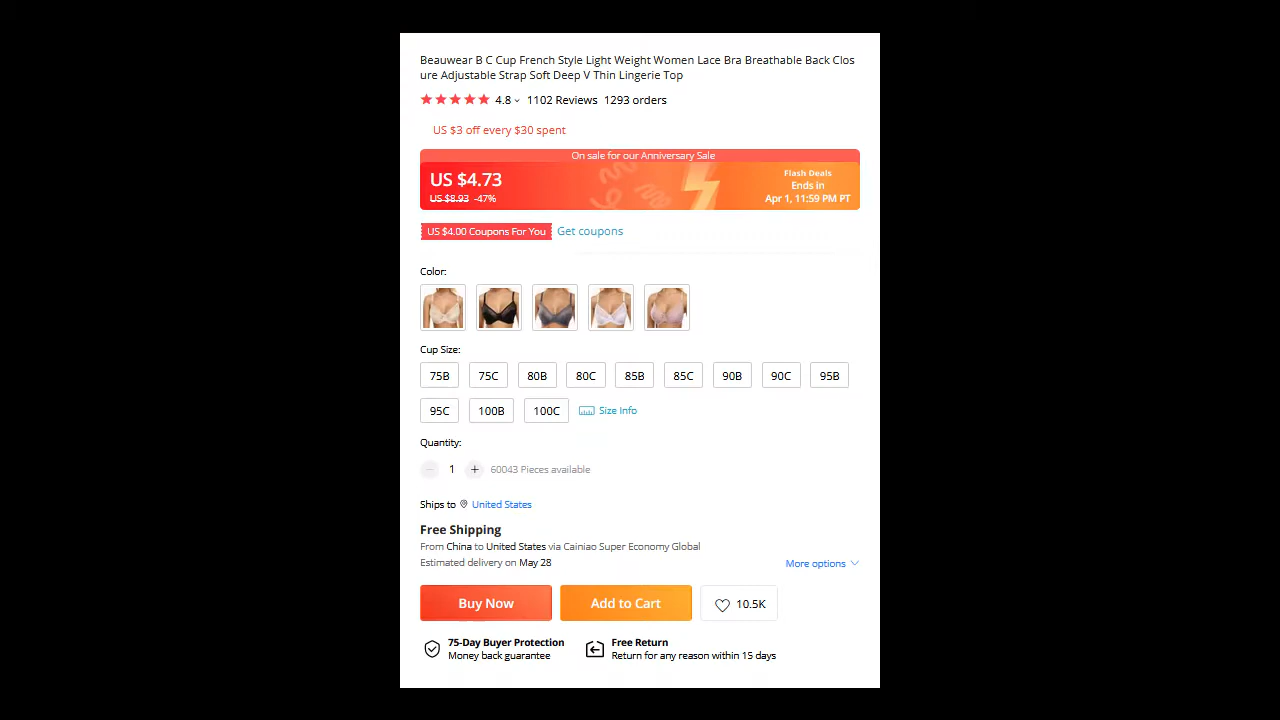 Beauwear B C Cup French Style Light Weight Women Lace Bra Breathable Back Clos
ure Adjustable Strap Soft Deep V Thin Lingerie Top
4.8 1102 Reviews 1293 orders
US $3 off every $30 spent
On sale for our Anniversary Sale
US $4.73
US $8.93 -47%
Flash Deals
Ends in
Apr 1, 11:59 PM PT
US $4.00 Coupons For You Get coupons
Color:
Cup Size:
75B 75C 80B 80C 85B 85C 90B 90C 95B
95C 100B 100C Size Info
Quantity:
1 + 60043 Pieces available
Ships to United States
Free Shipping
From China to United States via Cainiao Super Economy Global
Estimated delivery on May 28
More options
Buy Now Add to Cart 10.5K
75-Day Buyer Protection
Money back guarantee
Free Return
Return for any reason within 15 days